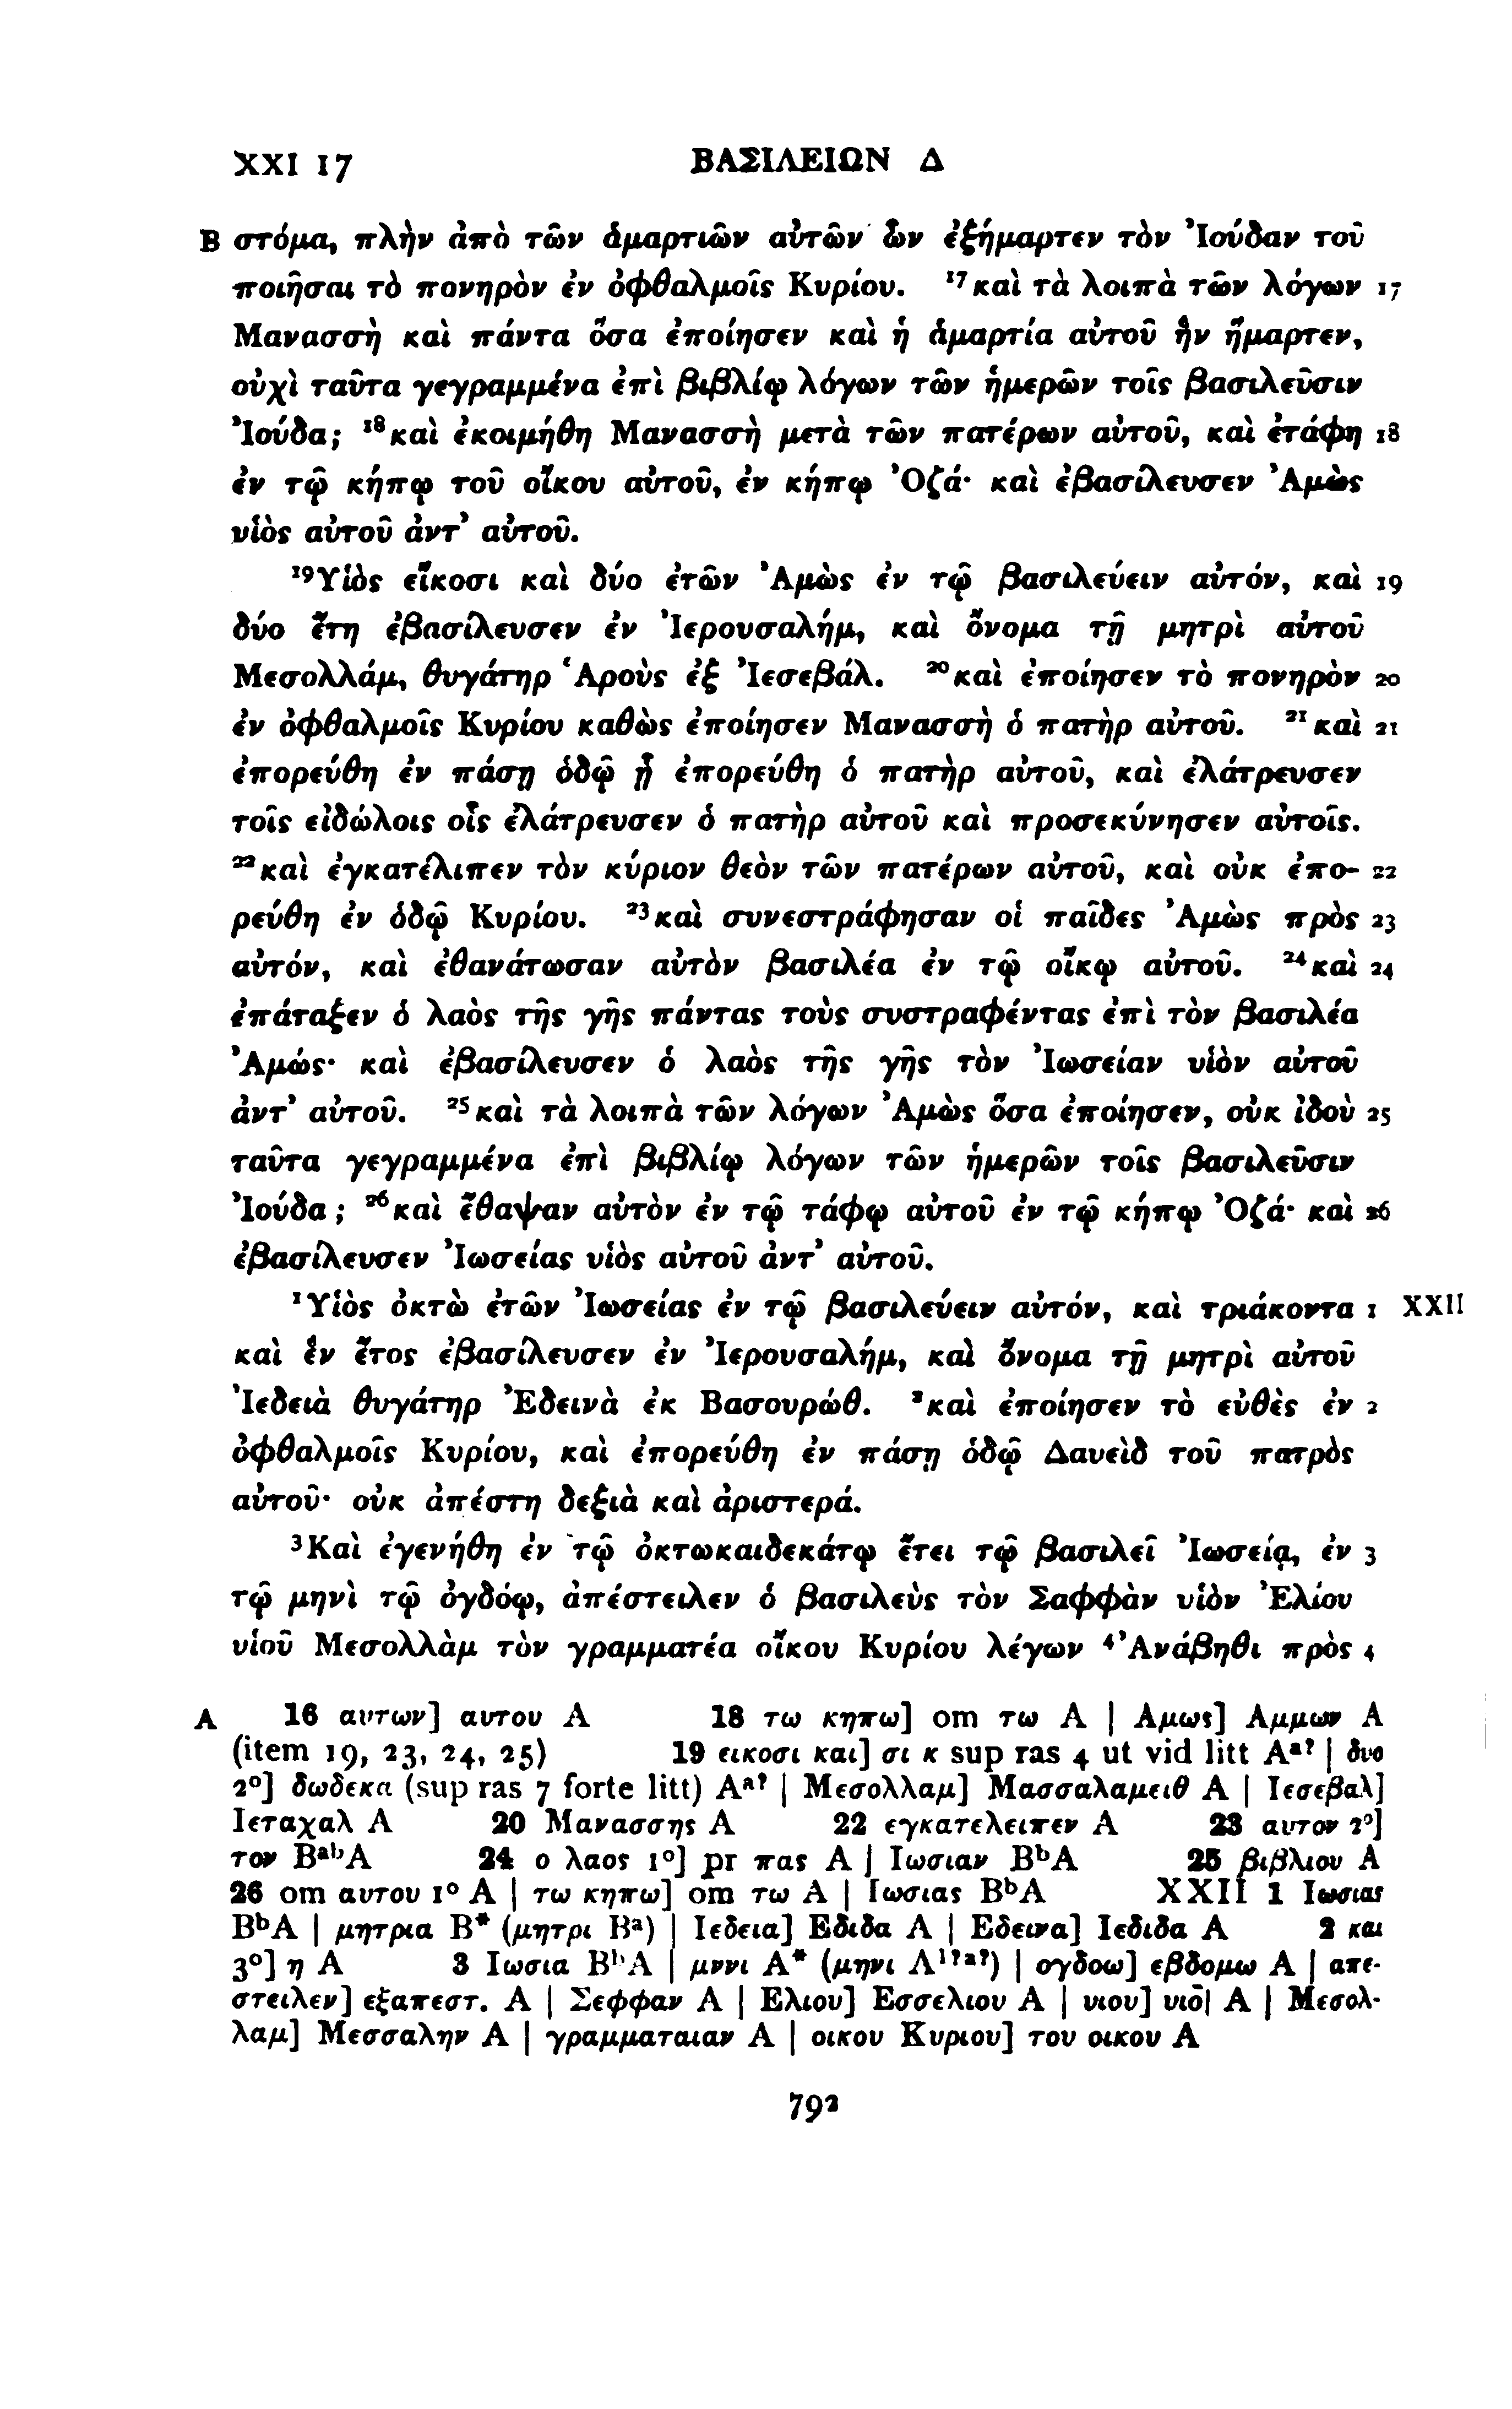 XXI 17 ΒΑΣΙΛΕΙΩΝ Δ
B στόμα, πλὴν ἀπὸ τῶν ἁμαρτιῶν αὐτῶν ὧν ἐξήμαρτεν τὸν Ἰούδαν τοῦ
ποιῆσαι τὸ πονηρὸν ἐν ὀφθαλμοῖς Κυρίου. ¹⁷καὶ τὰ λοιπὰ τῶν λόγων 17
Μανασσὴ καὶ πάντα ὅσα ἐποίησεν καὶ ἡ ἁμαρτία αὐτοῦ ἣν ἥμαρτεν,
οὐχὶ ταῦτα γεγραμμένα ἐπὶ βιβλίῳ λόγων τῶν ἡμερῶν τοῖς βασιλεῦσιν
Ἰούδα; ¹⁸καὶ ἐκοιμήθη Μανασσὴ μετὰ τῶν πατέρων αὐτοῦ, καὶ ἐτάφη 18
ἐν τῷ κήπῳ τοῦ οἴκου αὐτοῦ, ἐν κήπῳ Ὀζά· καὶ ἐβασίλευσεν Ἀμὼς
υἱὸς αὐτοῦ ἀντ’ αὐτοῦ.
¹⁹Υἱὸς εἴκοσι καὶ δύο ἐτῶν Ἀμὼς ἐν τῷ βασιλεύειν αὐτόν, καὶ 19
δύο ἔτη ἐβασίλευσεν ἐν Ἰερουσαλήμ, καὶ ὄνομα τῇ μητρὶ αὐτοῦ
Μεσολλάμ, θυγάτηρ Ἁροὺς ἐξ Ἰεσεβάλ. ²⁰καὶ ἐποίησεν τὸ πονηρὸν 20
ἐν ὀφθαλμοῖς Κυρίου καθὼς ἐποίησεν Μανασσὴ ὁ πατὴρ αὐτοῦ. ²¹καὶ 21
ἐπορεύθη ἐν πάσῃ ὁδῷ ᾗ ἐπορεύθη ὁ πατὴρ αὐτοῦ, καὶ ἐλάτρευσεν
τοῖς εἰδώλοις οἷς ἐλάτρευσεν ὁ πατὴρ αὐτοῦ καὶ προσεκύνησεν αὐτοῖς.
²²καὶ ἐγκατέλιπεν τὸν κύριον θεὸν τῶν πατέρων αὐτοῦ, καὶ οὐκ ἐπο- 22
ρεύθη ἐν ὁδῷ Κυρίου. ²³καὶ συνεστράφησαν οἱ παῖδες Ἀμὼς πρὸς 23
αὐτόν, καὶ ἐθανάτωσαν αὐτὸν βασιλέα ἐν τῷ οἴκῳ αὐτοῦ. ²⁴καὶ 24
ἐπάταξεν ὁ λαὸς τῆς γῆς πάντας τοὺς συστραφέντας ἐπὶ τὸν βασιλέα
Ἀμώς· καὶ ἐβασίλευσεν ὁ λαὸς τῆς γῆς τὸν Ἰωσείαν υἱὸν αὐτοῦ
ἀντ’ αὐτοῦ. ²⁵καὶ τὰ λοιπὰ τῶν λόγων Ἀμὼς ὅσα ἐποίησεν, οὐκ ἰδοὺ 25
ταῦτα γεγραμμένα ἐπὶ βιβλίῳ λόγων τῶν ἡμερῶν τοῖς βασιλεῦσιν
Ἰούδα; ²⁶καὶ ἔθαψαν αὐτὸν ἐν τῷ τάφῳ αὐτοῦ ἐν τῷ κήπῳ Ὀζά· καὶ 26
ἐβασίλευσεν Ἰωσείας υἱὸς αὐτοῦ ἀντ’ αὐτοῦ.
¹Υἱὸς ὀκτὼ ἐτῶν Ἰωσείας ἐν τῷ βασιλεύειν αὐτόν, καὶ τριάκοντα 1 XXII
καὶ ἓν ἔτος ἐβασίλευσεν ἐν Ἰερουσαλήμ, καὶ ὄνομα τῇ μητρὶ αὐτοῦ
Ἰεδειὰ θυγάτηρ Ἐδεινὰ ἐκ Βασουρώθ. ²καὶ ἐποίησεν τὸ εὐθὲς ἐν 2
ὀφθαλμοῖς Κυρίου, καὶ ἐπορεύθη ἐν πάσῃ ὁδῷ Δαυεὶδ τοῦ πατρὸς
αὐτοῦ· οὐκ ἀπέστη δεξιὰ καὶ ἀριστερά.
³Καὶ ἐγενήθη ἐν τῷ ὀκτωκαιδεκάτῳ ἔτει τῷ βασιλεῖ Ἰωσείᾳ, ἐν 3
τῷ μηνὶ τῷ ὀγδόῳ, ἀπέστειλεν ὁ βασιλεὺς τὸν Σαφφὰν υἱὸν Ἐλίου
υἱοῦ Μεσολλὰμ τὸν γραμματέα οἴκου Κυρίου λέγων ⁴Ἀνάβηθι πρὸς 4
A 16 αυτων] αυτου A 18 τω κηπω] om τω A | Αμως] Αμμων A
(item 19, 23, 24, 25) 19 εικοσι και] σι κ sup ras 4 ut vid litt Aᵃ? | δυο
2°] δωδεκα (sup ras 7 forte litt) Aᵃ? | Μεσολλαμ] Μασσαλαμειθ A | Ιεσεβαλ]
Ιεταχαλ A 20 Μανασσης A 22 εγκατελειπεν A 23 αυτον 2°]
τον BᵃᵇA 24 ο λαος 1°] pr πας A | Ιωσιαν BᵇA 25 βιβλιου A
26 om αυτου 1° A | τω κηπω] om τω A | Ιωσιας BᵇA XXII 1 Ιωσιας
BᵇA | μητρια B* (μητρι Bᵃ) | Ιεδεια] Εδιδα A | Εδεινα] Ιεδιδα A 2 και
3°] η A 3 Ιωσια BᵇA | μννι A* (μηνι A¹?ᵃ?) | ογδοω] εβδομω A | απε-
στειλεν] εξαπεστ. A | Σεφφαν A | Ελιου] Εσσελιου A | υιου] υιο̄| A | Μεσολ-
λαμ] Μεσσαλην A | γραμματαιαν A | οικου Κυριου] του οικου A
792